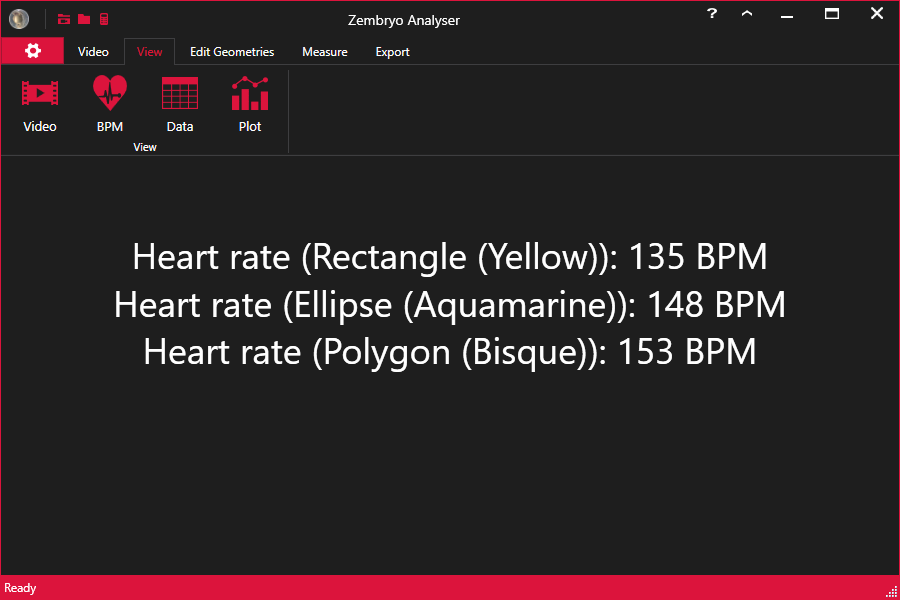 Zembryo Analyser
?
Video View Edit Geometries Measure Export
Video BPM Data Plot
View
Heart rate (Rectangle (Yellow)): 135 BPM
Heart rate (Ellipse (Aquamarine)): 148 BPM
Heart rate (Polygon (Bisque)): 153 BPM
Ready